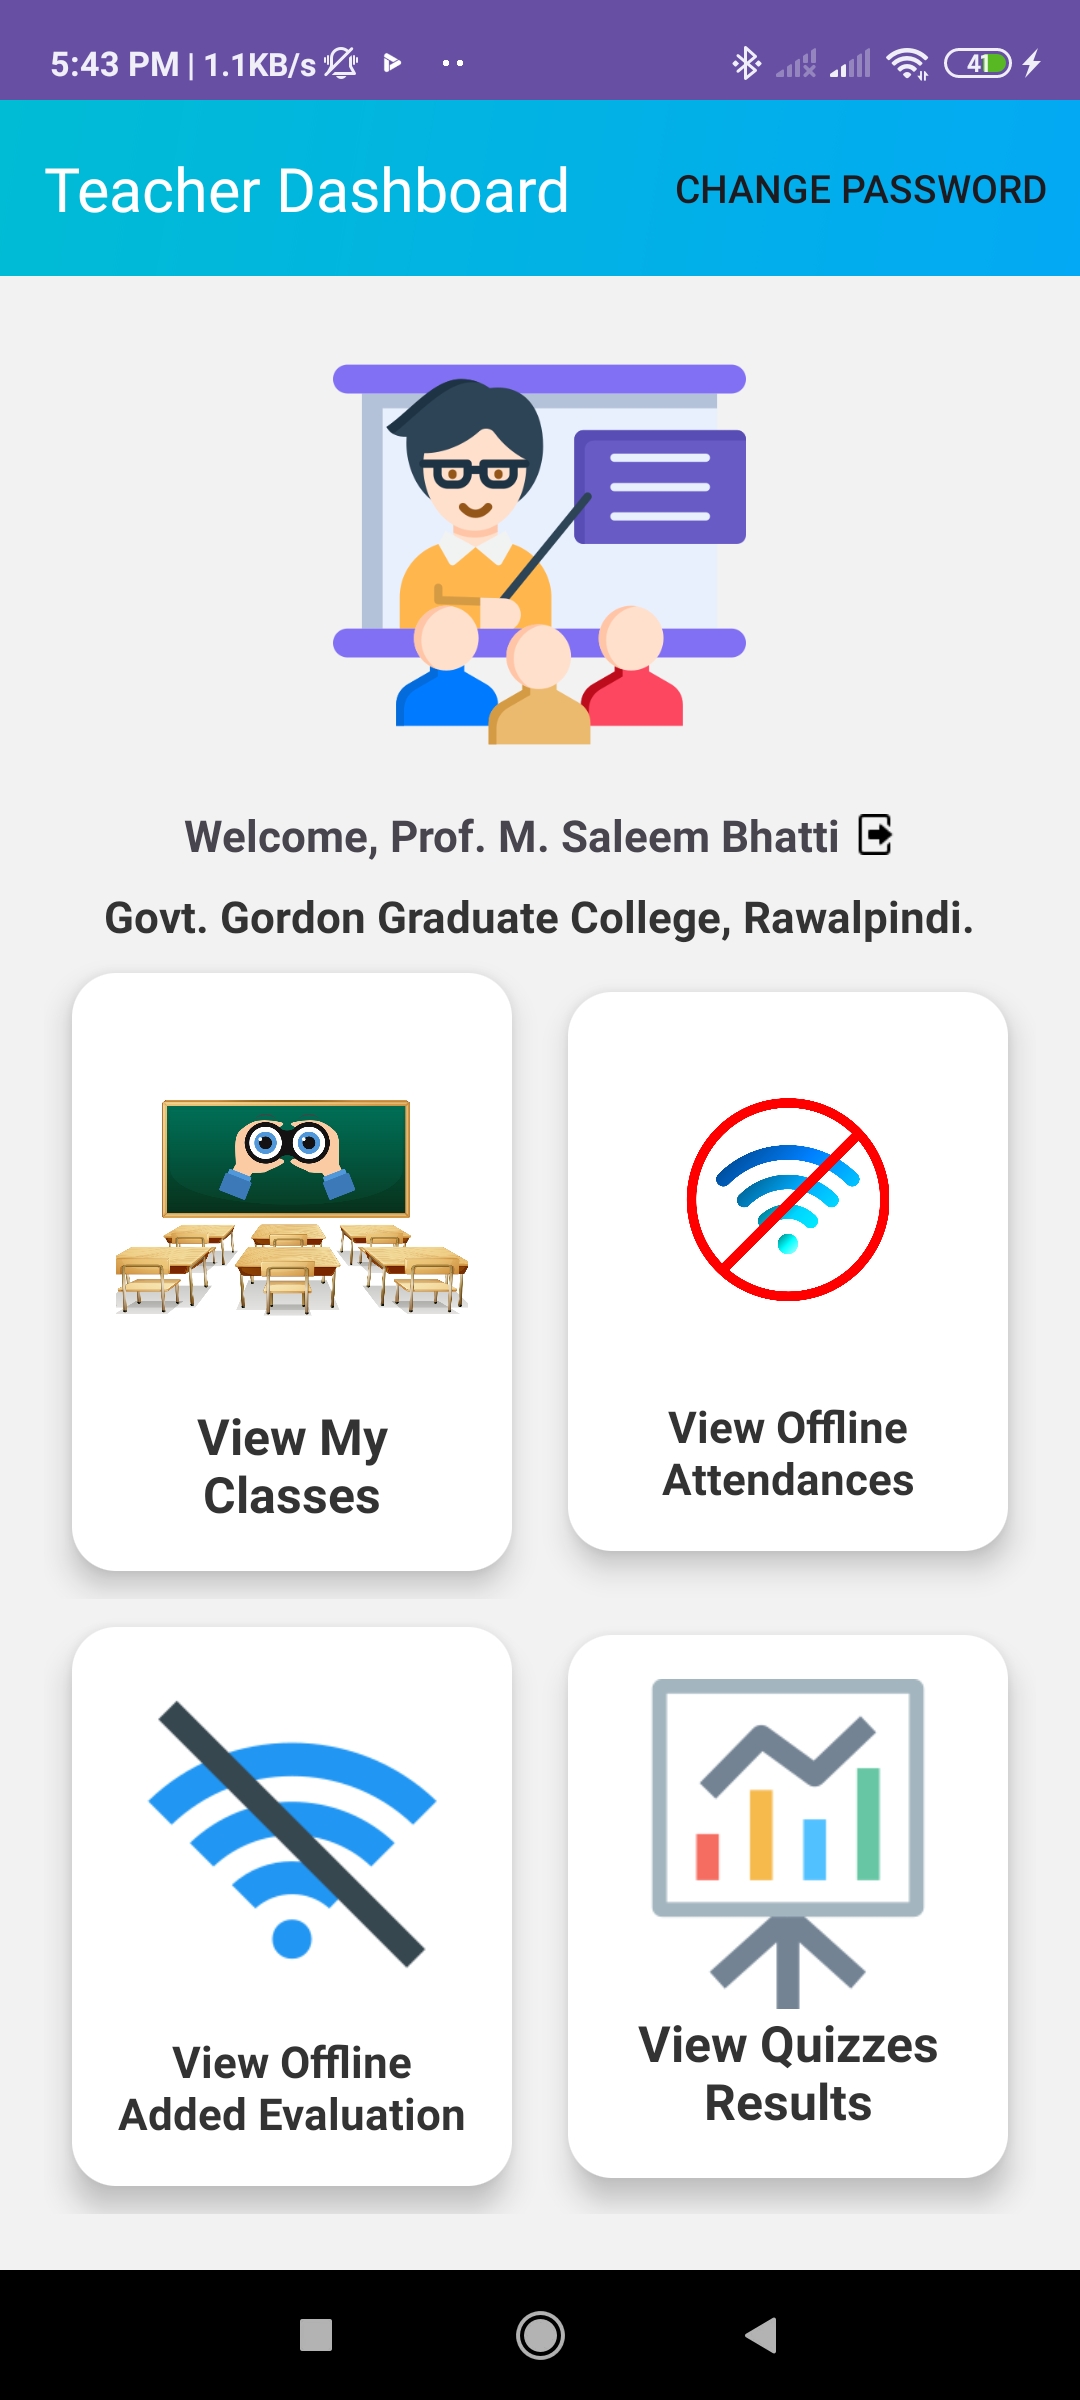 5:43 PM | 1.1KB/s
41
Teacher Dashboard
CHANGE PASSWORD
Welcome, Prof. M. Saleem Bhatti
Govt. Gordon Graduate College, Rawalpindi.
View My
Classes
View Offline
Attendances
View Offline
Added Evaluation
View Quizzes
Results